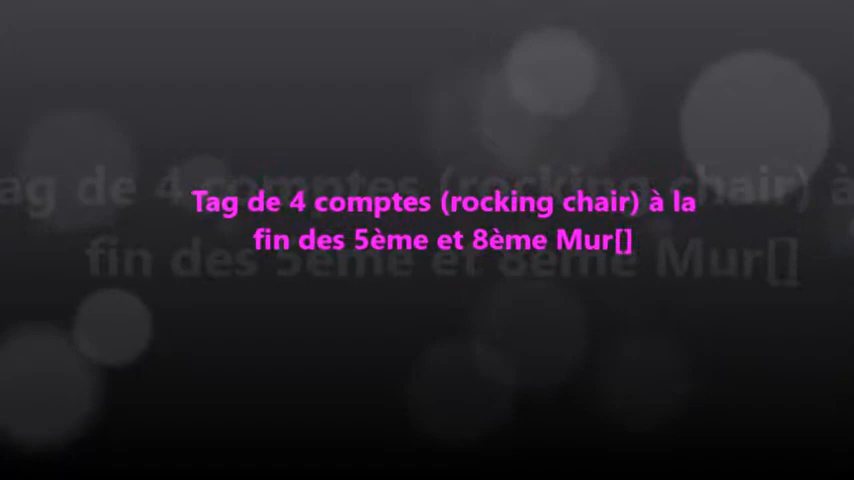 Tag de 4 comptes (rocking chair) à la
fin des 5ème et 8ème Mur[]